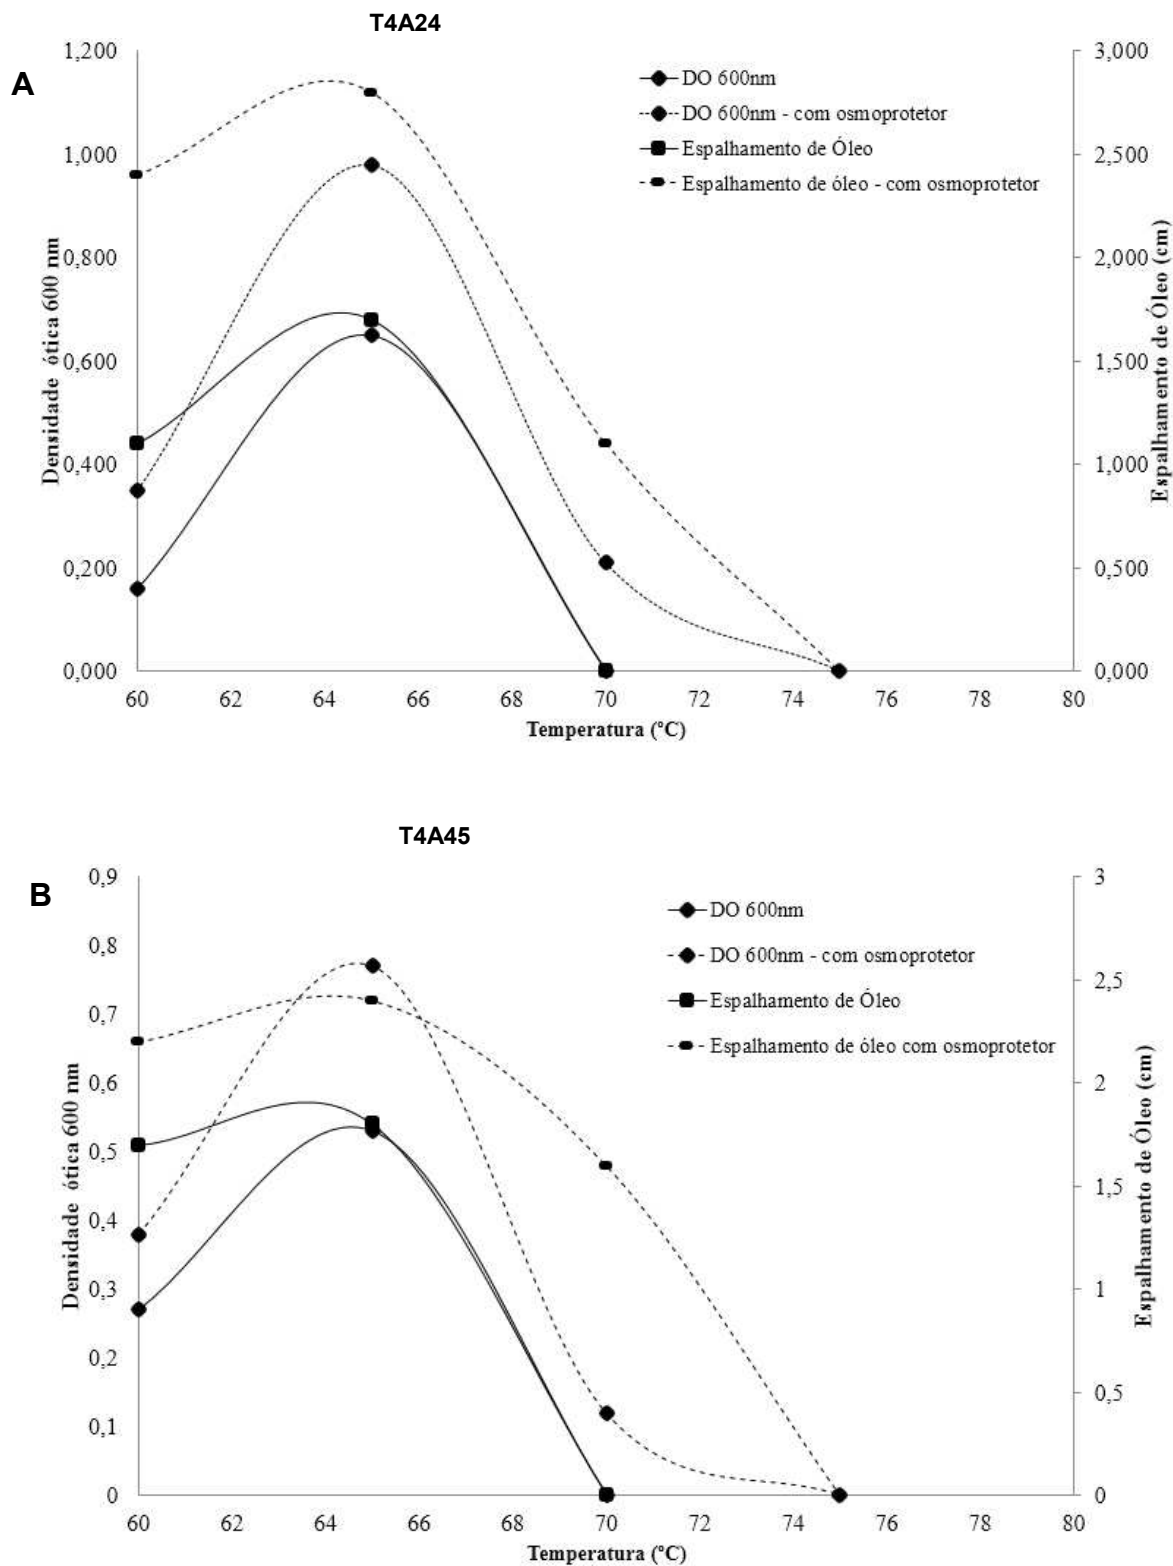 T4A24
A
1,200
1,000
0,800
0,600
0,400
0,200
0,000
Densidade ótica 600 nm
DO 600nm
DO 600nm - com osmoprotetor
Espalhamento de Óleo
Espalhamento de óleo - com osmoprotetor
3,000
2,500
2,000
1,500
1,000
0,500
0,000
Espalhamento de Óleo (cm)
60 62 64 66 68 70 72 74 76 78 80
Temperatura (ºC)
T4A45
B
0,9
0,8
0,7
0,6
0,5
0,4
0,3
0,2
0,1
0
Densidade ótica 600 nm
DO 600nm
DO 600nm - com osmoprotetor
Espalhamento de Óleo
Espalhamento de óleo com osmoprotetor
3
2,5
2
1,5
1
0,5
0
Espalhamento de Óleo (cm)
60 62 64 66 68 70 72 74 76 78 80
Temperatura (ºC)